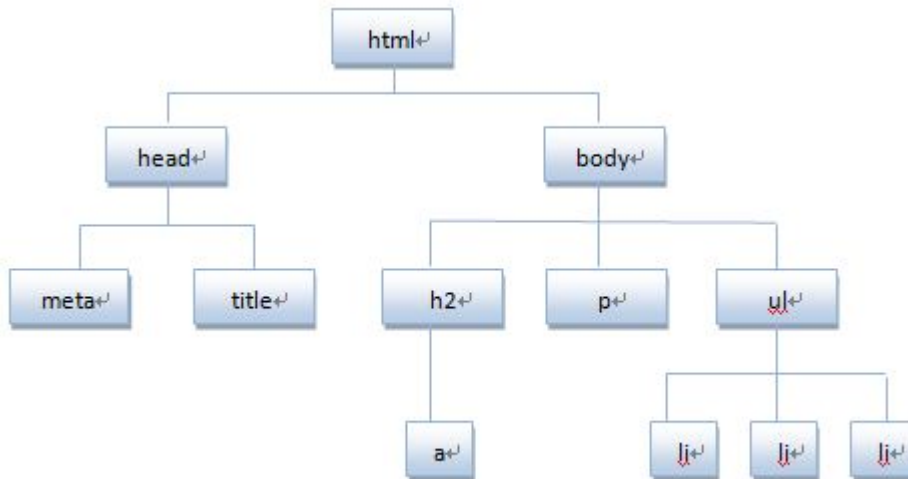 html↵
head↵
body↵
meta↵
title↵
h2↵
p↵
ul↵
a↵
li↵
li↵
li↵